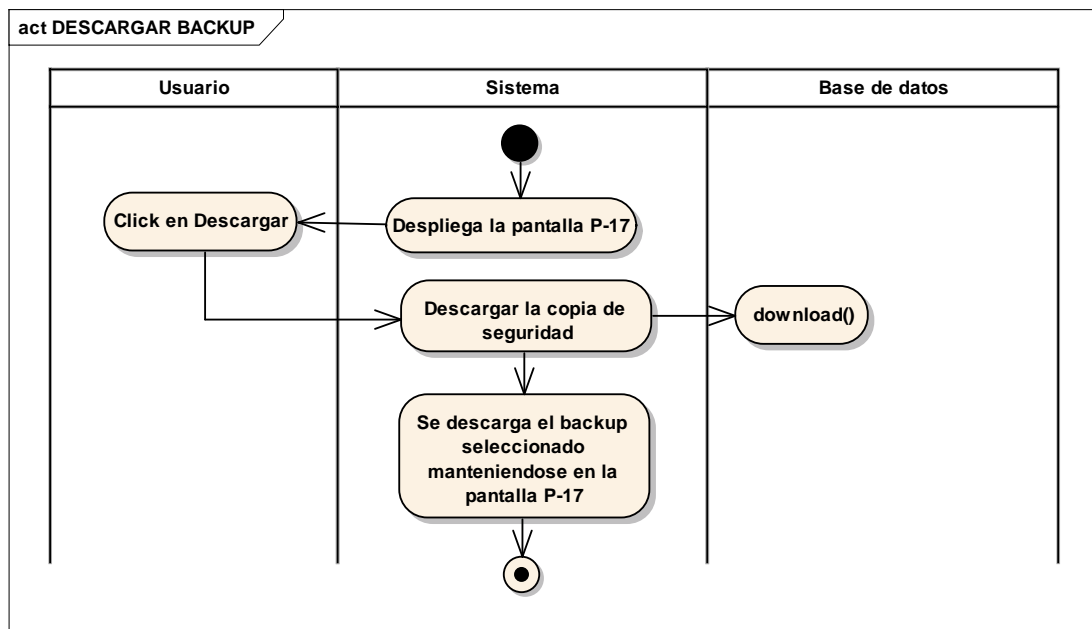 act DESCARGAR BACKUP
Usuario
Sistema
Base de datos
Despliega la pantalla P-17
Click en Descargar
Descargar la copia de
seguridad
download()
Se descarga el backup
seleccionado
manteniendose en la
pantalla P-17